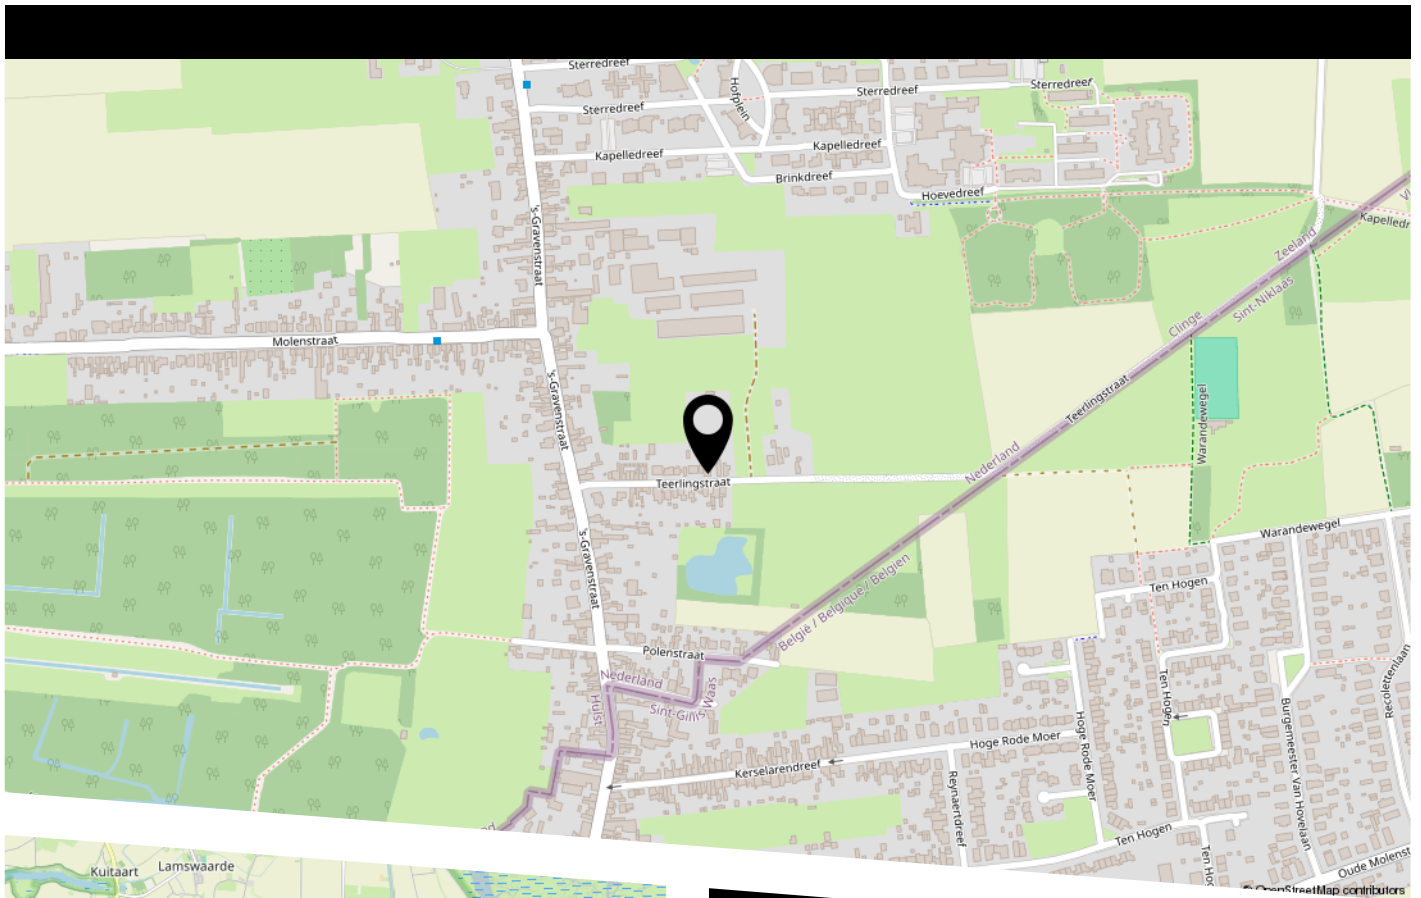 Sterredreef
Sterredreef
Sterredreef
Sterredreef
Hofplein
Kapelledreef
Kapelledreef
Brinkdreef
Hoevedreef
Kapelledr
Zeeland
Sint-Niklaas
Clinge
's-Gravenstraat
Molenstraat
's-Gravenstraat
Teerlingstraat
Warandewegel
Nederland
Teerlingstraat
Warandewegel
's-Gravenstraat
België / Belgique / Belgien
Ten Hogen
Polenstraat
Nederland
Sint-Gillis-Waas
Hulst
Ten Hogen
Recolettenlaan
Burgemeester Van Hovelaan
Hoge Rode Moer
Hoge Rode Moer
Kerselarendreef
Reynaertdreef
Ten Hogen
Ten Hog
Oude Molenst
Kuitaart
Lamswaarde
© OpenStreetMap contributors